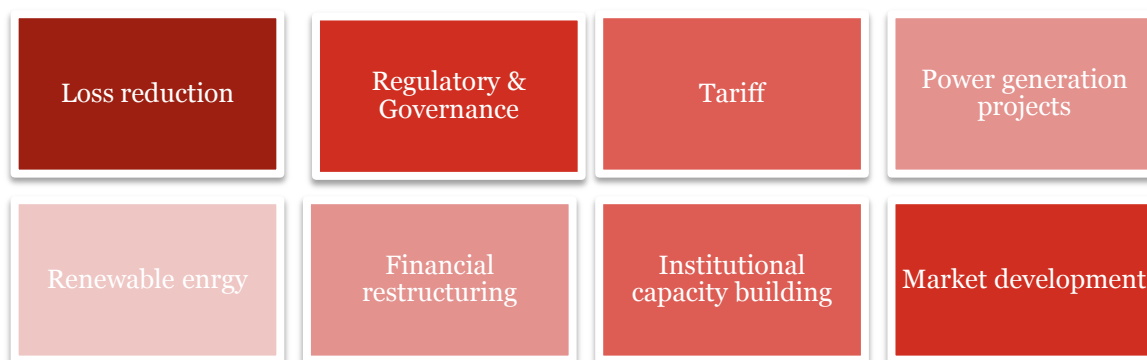 Loss reduction
Regulatory &
Governance
Tariff
Power generation
projects
Renewable enrgy
Financial
restructuring
Institutional
capacity building
Market development